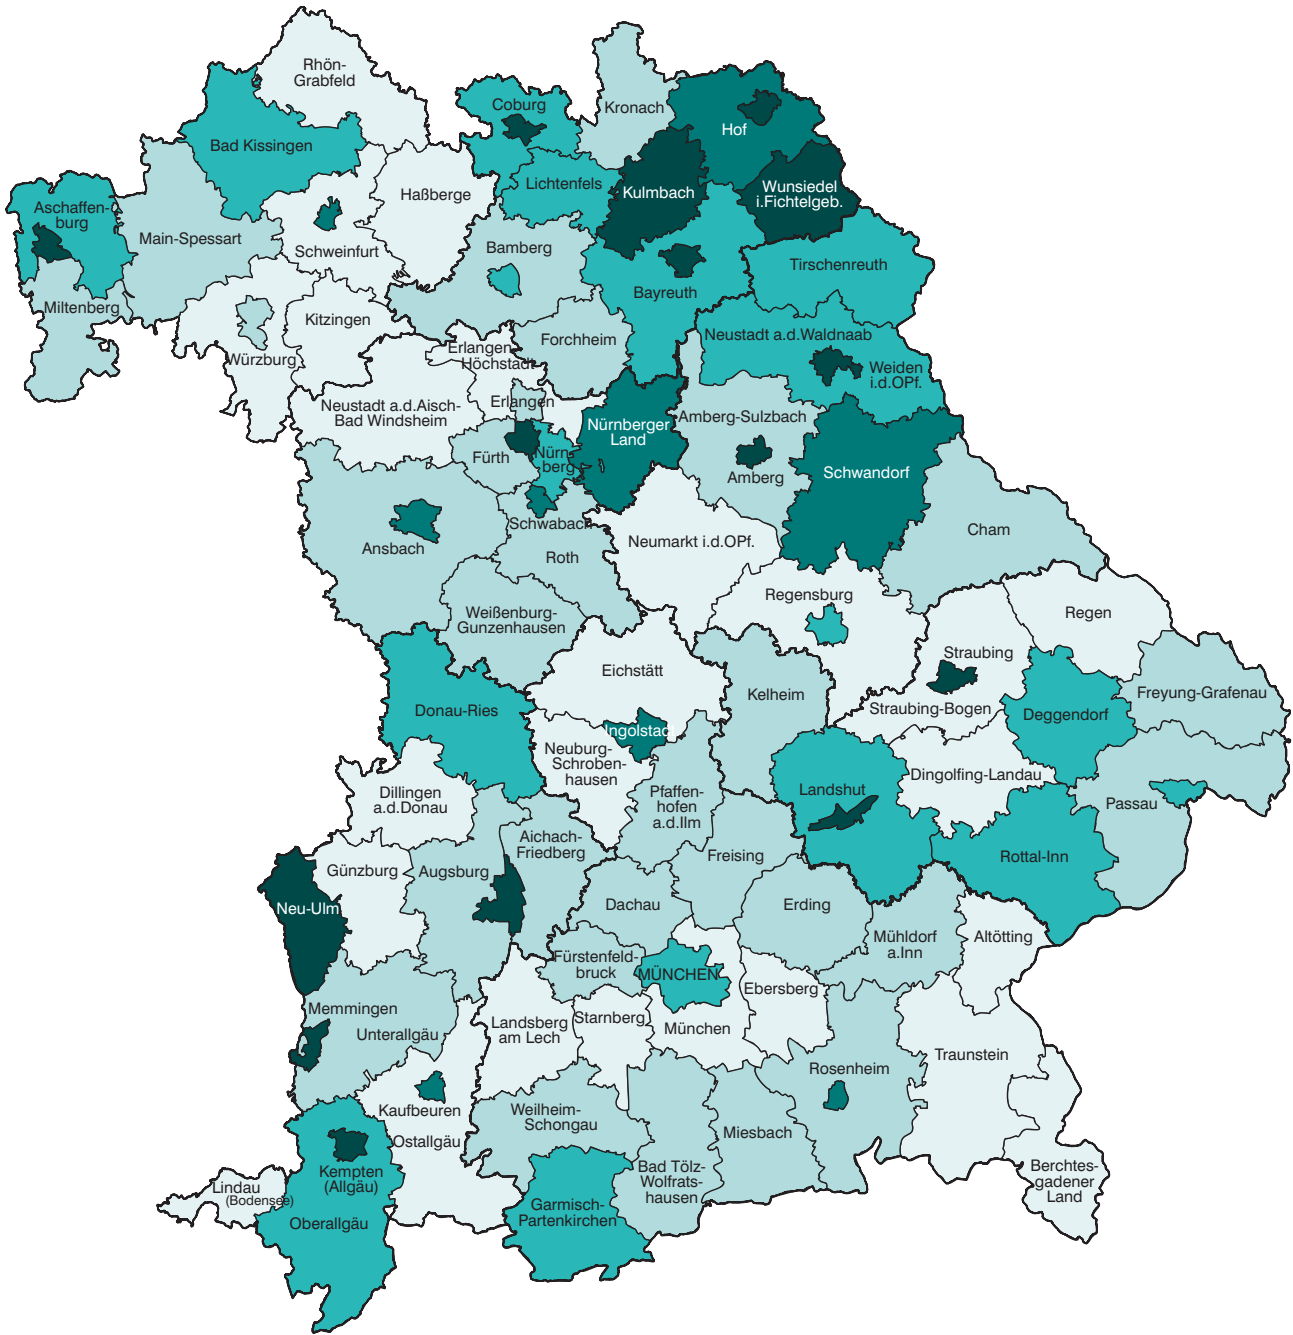 Rhön-
Grabfeld
Coburg
Kronach
Hof
Bad Kissingen
Lichtenfels
Kulmbach
Wunsiedel
i.Fichtelgeb.
Haßberge
Aschaffen-
burg
Main-Spessart
Schweinfurt
Bamberg
Bayreuth
Tirschenreuth
Miltenberg
Kitzingen
Würzburg
Forchheim
Erlangen-
Höchstadt
Neustadt a.d.Waldnaab
Weiden
i.d.OPf.
Erlangen
Neustadt a.d.Aisch-
Bad Windsheim
Nürnberger
Land
Amberg-Sulzbach
Fürth
Nürn-
berg
Amberg
Schwandorf
Schwabach
Ansbach
Roth
Neumarkt i.d.OPf.
Cham
Weißenburg-
Gunzenhausen
Regensburg
Regen
Eichstätt
Straubing
Kelheim
Freyung-Grafenau
Donau-Ries
Straubing-Bogen
Deggendorf
Ingolstadt
Neuburg-
Schroben-
hausen
Dingolfing-Landau
Dillingen
a.d.Donau
Pfaffen-
hofen
a.d.Ilm
Landshut
Passau
Aichach-
Friedberg
Günzburg
Augsburg
Freising
Rottal-Inn
Neu-Ulm
Dachau
Erding
Mühldorf
a.Inn
Altötting
Fürstenfeld-
bruck
MÜNCHEN
Ebersberg
Memmingen
Unterallgäu
Landsberg
am Lech
Starnberg
München
Traunstein
Rosenheim
Kaufbeuren
Weilheim-
Schongau
Ostallgäu
Miesbach
Kempten
(Allgäu)
Bad Tölz-
Wolfrats-
hausen
Berchtes-
gadener
Land
Lindau
(Bodensee)
Oberallgäu
Garmisch-
Partenkirchen